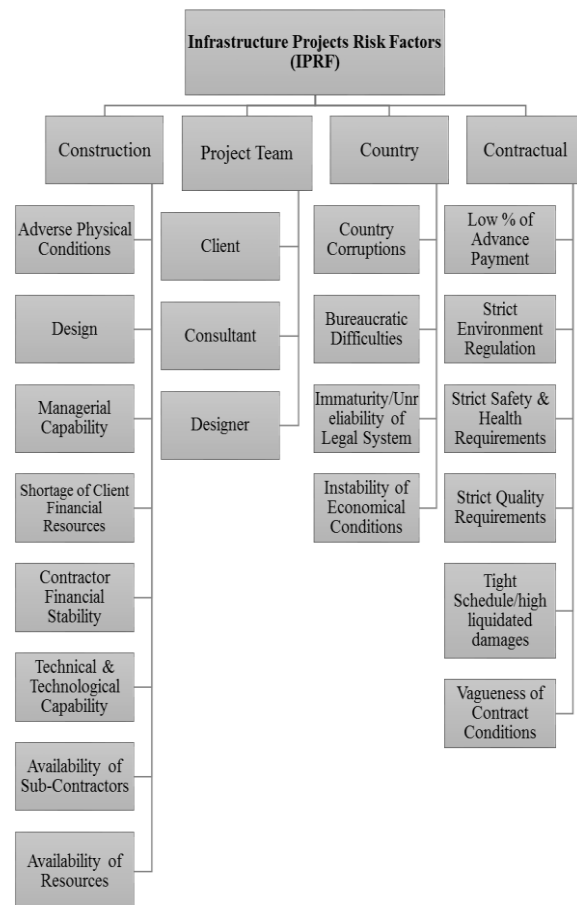 Infrastructure Projects Risk Factors
(IPRF)
Construction
Project Team
Country
Contractual
Adverse Physical
Conditions
Design
Managerial
Capability
Shortage of Client
Financial
Resources
Contractor
Financial
Stability
Technical &
Technological
Capability
Availability of
Sub-Contractors
Availability of
Resources
Client
Consultant
Designer
Country
Corruptions
Bureaucratic
Difficulties
Immaturity/Unr
eliability of
Legal System
Instability of
Economical
Conditions
Low % of
Advance
Payment
Strict
Environment
Regulation
Strict Safety &
Health
Requirements
Strict Quality
Requirements
Tight
Schedule/high
liquidated
damages
Vagueness of
Contract
Conditions